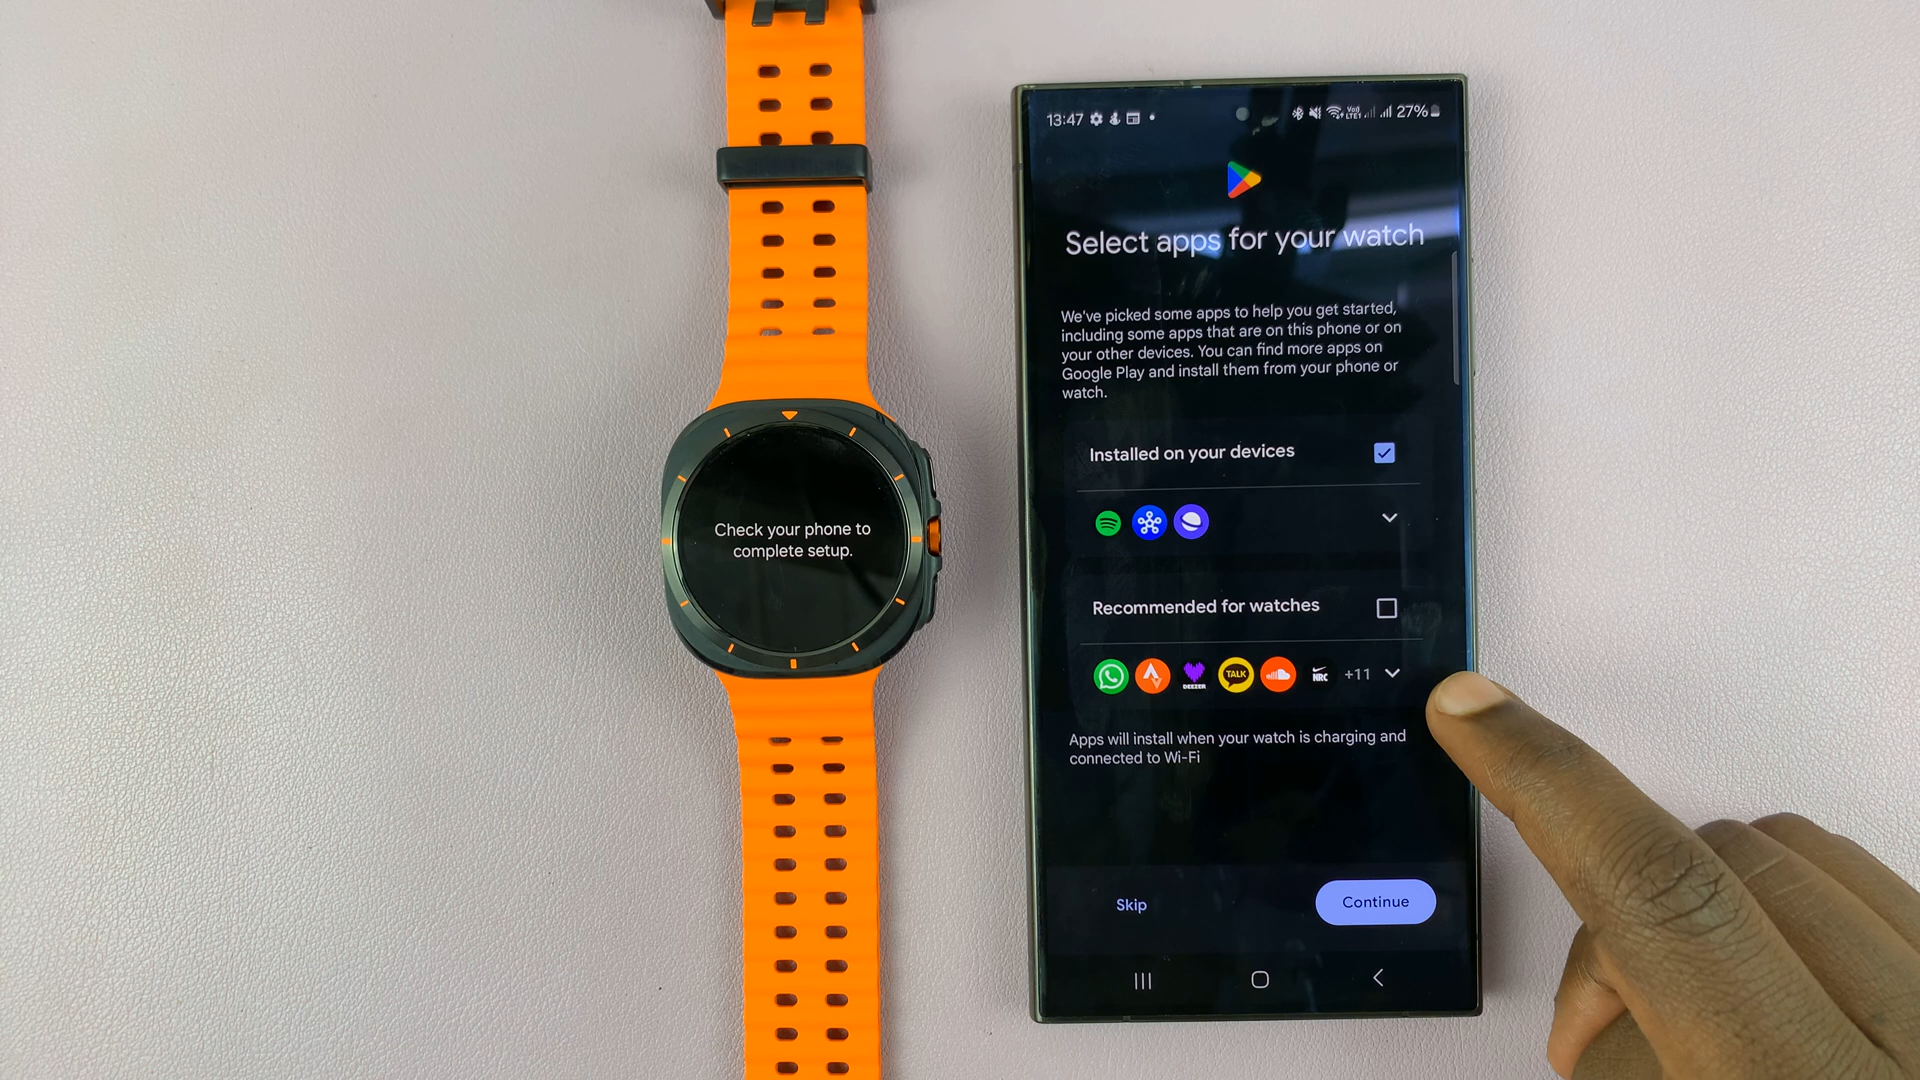 Check your phone to
complete setup.
13:47
Vo))
LTE1
27%
Select apps for your watch
We've picked some apps to help you get started,
including some apps that are on this phone or on
your other devices. You can find more apps on
Google Play and install them from your phone or
watch.
Installed on your devices
Recommended for watches
DEEZER
TALK
NRC
+11
Apps will install when your watch is charging and
connected to Wi-Fi
Skip
Continue